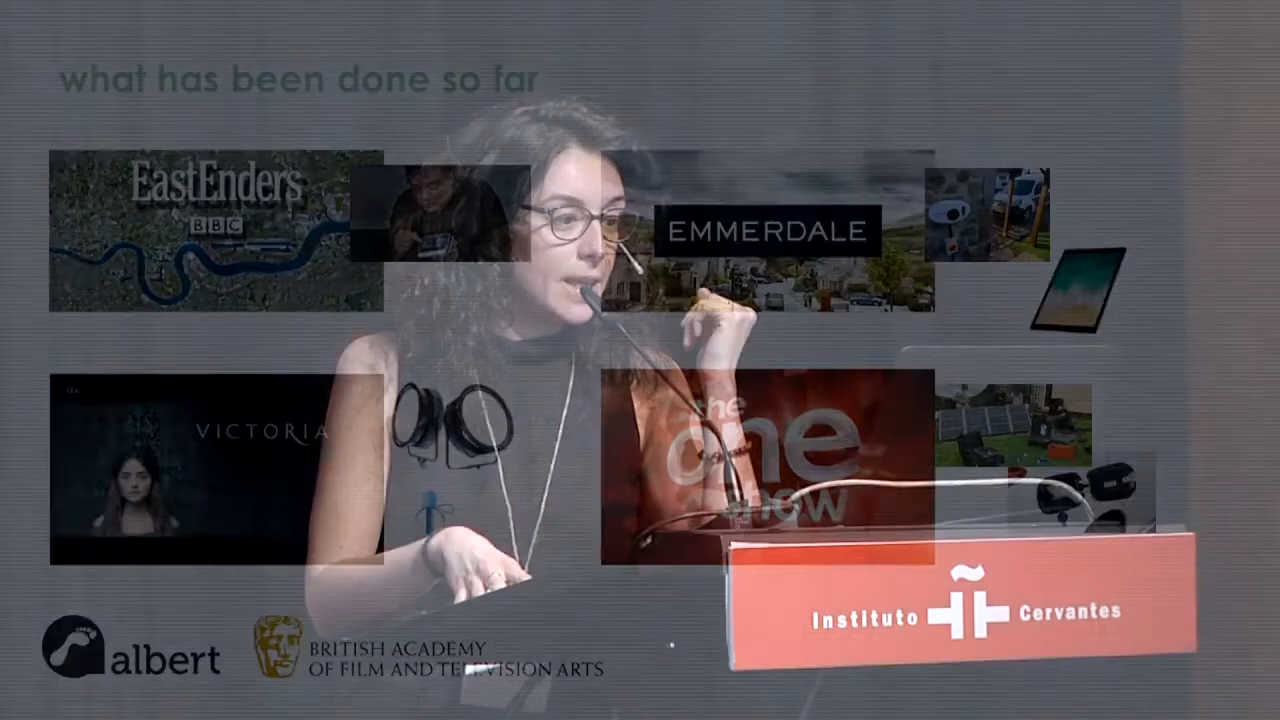 what has been done so far
EastEnders
BBC
EMMERDALE
VICTORIA
the
one
show
Instituto Cervantes
albert
BRITISH ACADEMY
OF FILM AND TELEVISION ARTS